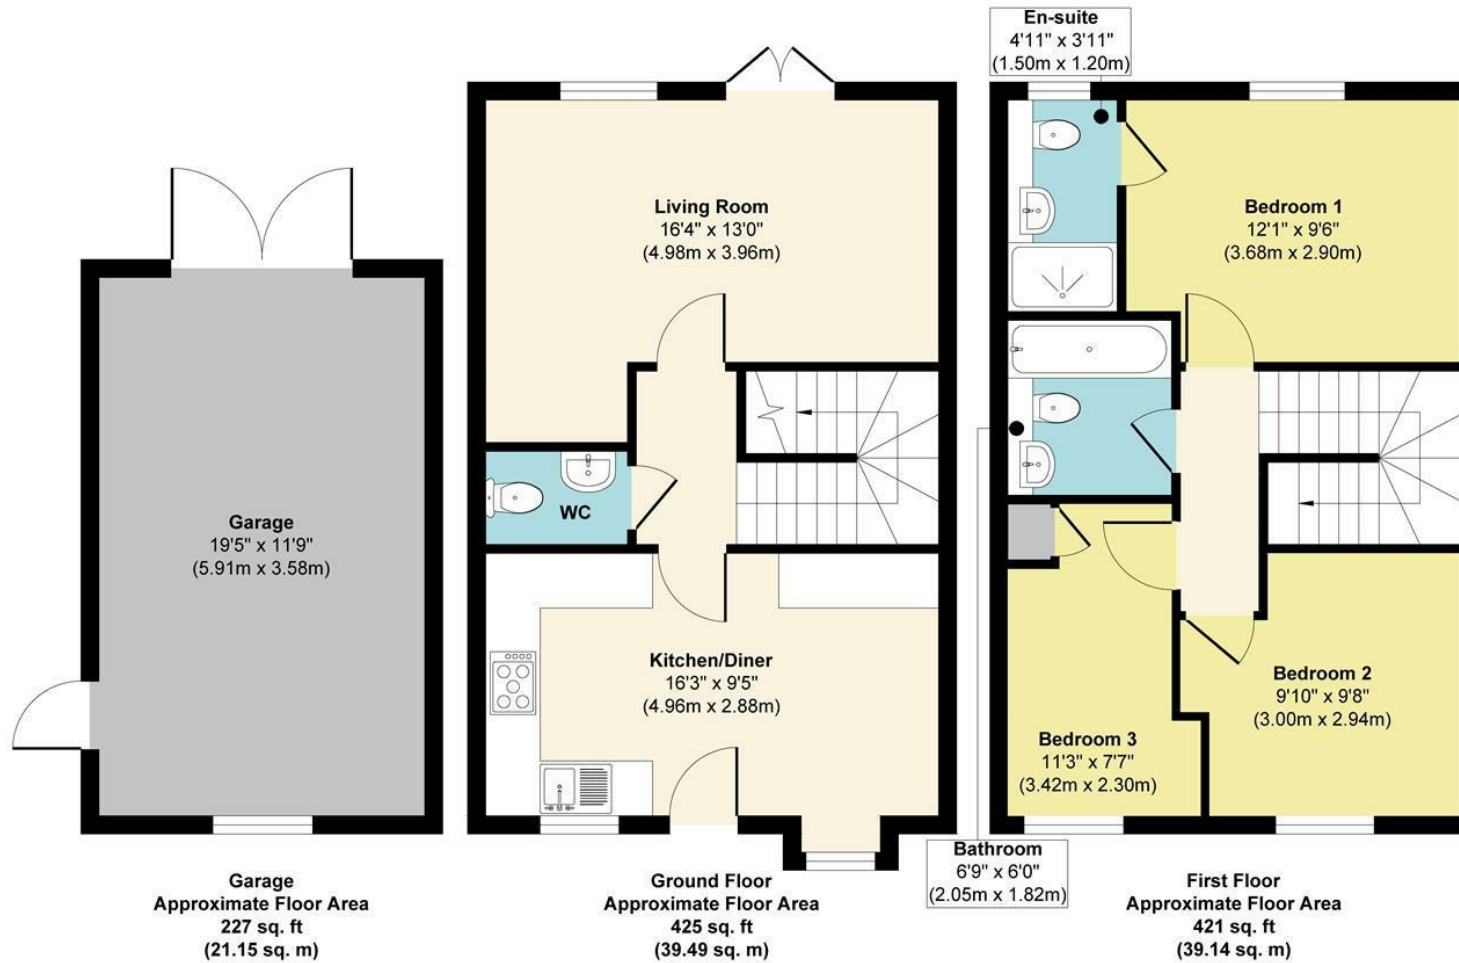 En-suite
4'11" x 3'11"
(1.50m x 1.20m)
Living Room
16'4" x 13'0"
(4.98m x 3.96m)
Bedroom 1
12'1" x 9'6"
(3.68m x 2.90m)
WC
Garage
19'5" x 11'9"
(5.91m x 3.58m)
Kitchen/Diner
16'3" x 9'5"
(4.96m x 2.88m)
Bedroom 2
9'10" x 9'8"
(3.00m x 2.94m)
Bedroom 3
11'3" x 7'7"
(3.42m x 2.30m)
Bathroom
6'9" x 6'0"
(2.05m x 1.82m)
Garage
Approximate Floor Area
227 sq. ft
(21.15 sq. m)
Ground Floor
Approximate Floor Area
425 sq. ft
(39.49 sq. m)
First Floor
Approximate Floor Area
421 sq. ft
(39.14 sq. m)